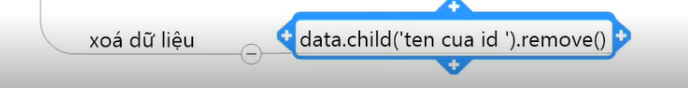 xoá dữ liệu
data.child('ten cua id ').remove()